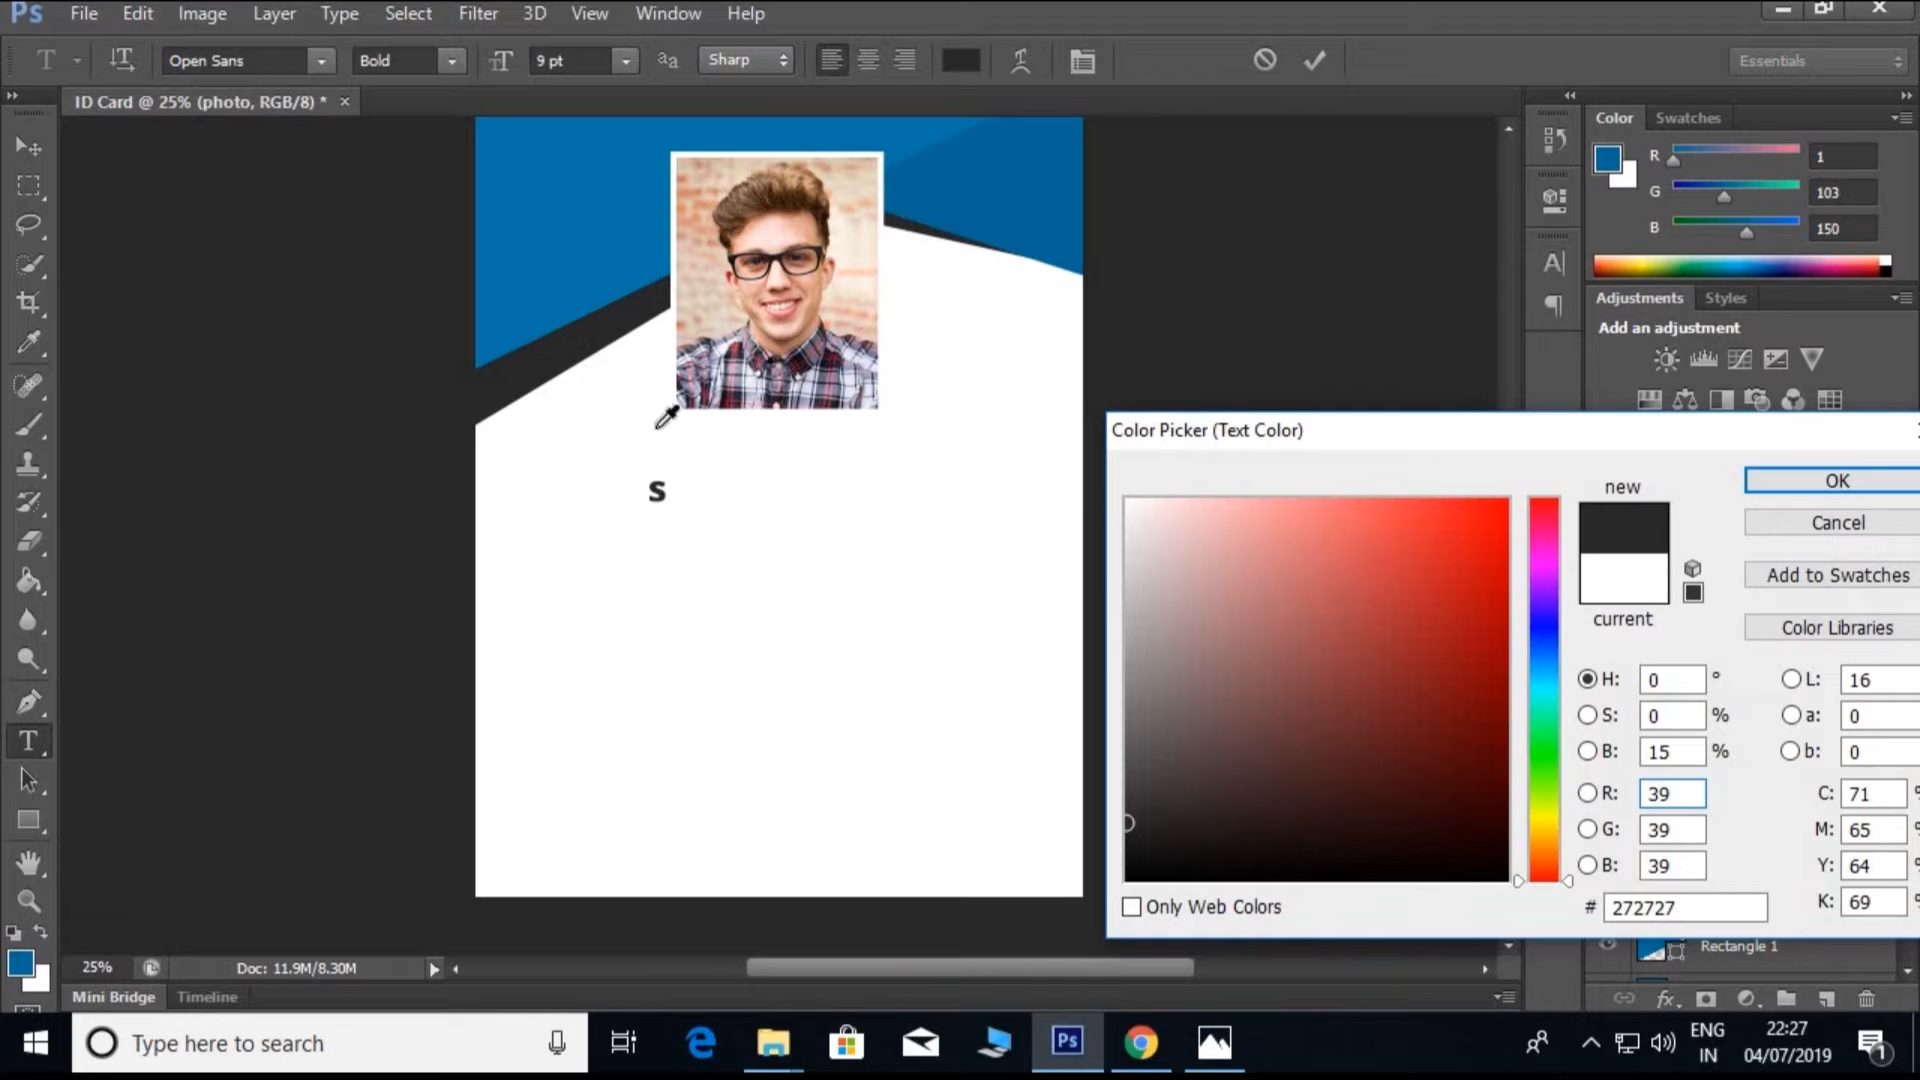 Ps File Edit Image Layer Type Select Filter 3D View Window Help
T Open Sans Bold 9 pt aa Sharp Essentials
ID Card @ 25% (photo, RGB/8) * ×
Color Swatches
R 1
G 103
B 150
Adjustments Styles
Add an adjustment
s
Color Picker (Text Color)
new
current
OK
Cancel
Add to Swatches
Color Libraries
H: 0 ° L: 16
S: 0 % a: 0
B: 15 % b: 0
R: 39 C: 71 %
G: 39 M: 65 %
B: 39 Y: 64 %
# 272727 K: 69 %
Only Web Colors
Rectangle 1
fx
25% Doc: 11.9M/8.30M
Mini Bridge Timeline
Type here to search
Ps
ENG
IN
22:27
04/07/2019
1